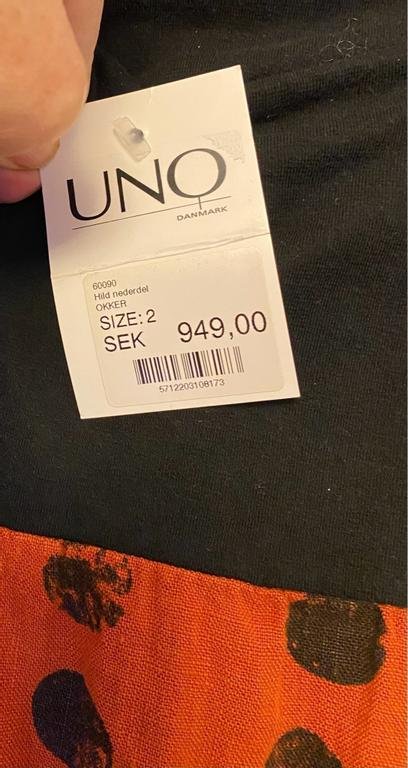 UNO
DANMARK
60090
Hild nederdel
OKKER
SIZE: 2
SEK 949,00
5712203108173